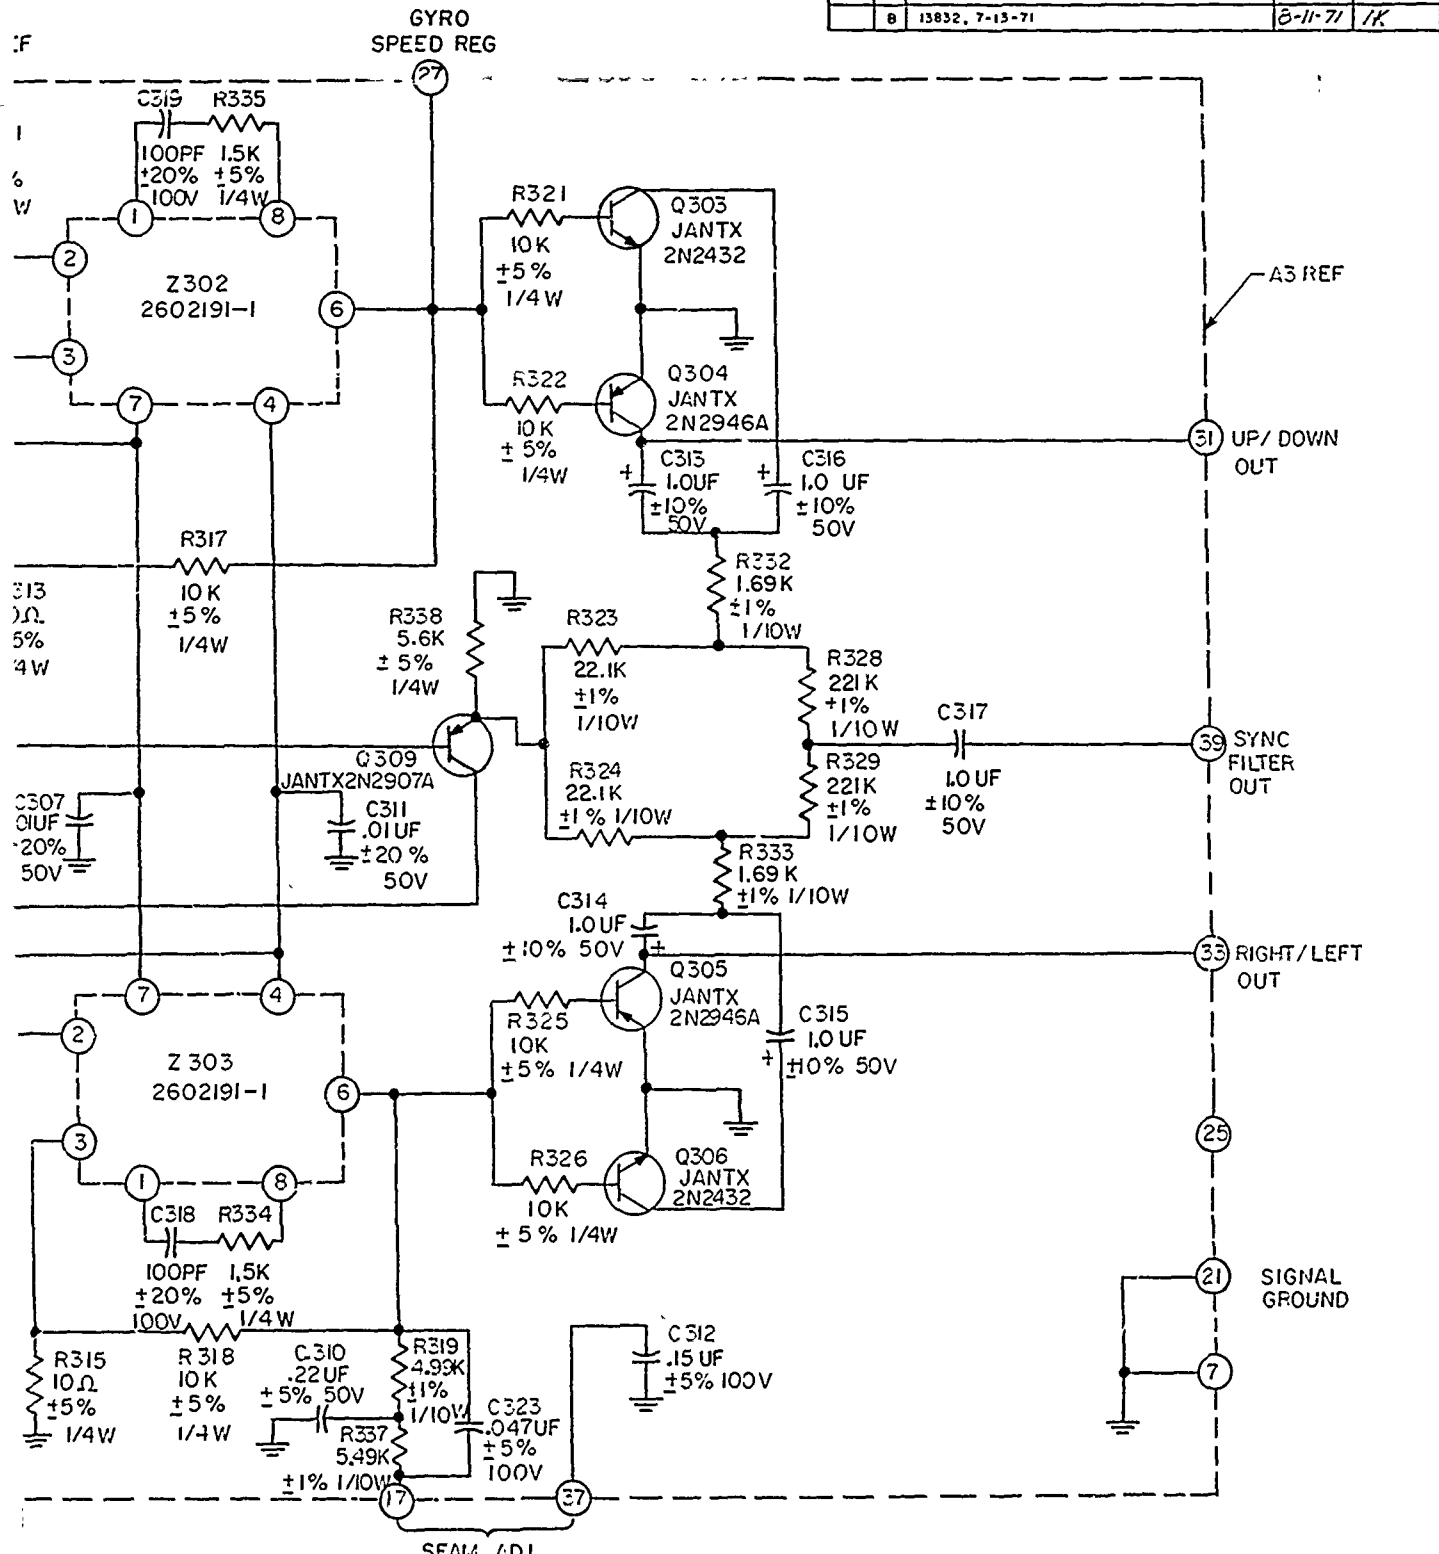 B 13832, 7-13-71 8-11-71 1K
GYRO
SPEED REG
27
C319 R335
100PF 1.5K
±20% ±5%
100V 1/4W
1 8
2
Z302
2602191-1
6
3
7 4
R321
10K
±5%
1/4W
Q303
JANTX
2N2432
R322
10K
± 5%
1/4W
Q304
JANTX
2N2946A
A3 REF
31 UP/DOWN
OUT
+ C313
1.0UF
±10%
50V
+ C316
1.0 UF
±10%
50V
R317
10K
±5%
1/4W
R332
1.69K
±1%
1/10W
R338
5.6K
± 5%
1/4W
R323
22.1K
±1%
1/10W
R328
221K
±1%
1/10W
C317
1.0UF
±10%
50V
39 SYNC
FILTER
OUT
Q309
JANTX2N2907A
R324
22.1K
±1% 1/10W
R329
221K
±1%
1/10W
C307
20%
50V
C311
.01UF
±20%
50V
R333
1.69K
±1% 1/10W
C314
1.0UF
±10% 50V +
33 RIGHT/LEFT
OUT
Q305
JANTX
2N2946A
7 4
2
Z303
2602191-1
6
3
1 8
R325
10K
±5% 1/4W
C315
1.0UF
+ ±10% 50V
25
R326
10K
± 5% 1/4W
Q306
JANTX
2N2432
C318 R334
100PF 1.5K
±20% ±5%
100V 1/4W
21 SIGNAL
GROUND
7
R315
10Ω
±5%
1/4W
R318
10K
±5%
1/4W
C310
.22UF
±5% 50V
R319
4.99K
±1%
1/10W
C312
.15UF
±5% 100V
R337
5.49K
±1% 1/10W
C323
.047UF
±5%
100V
17 37